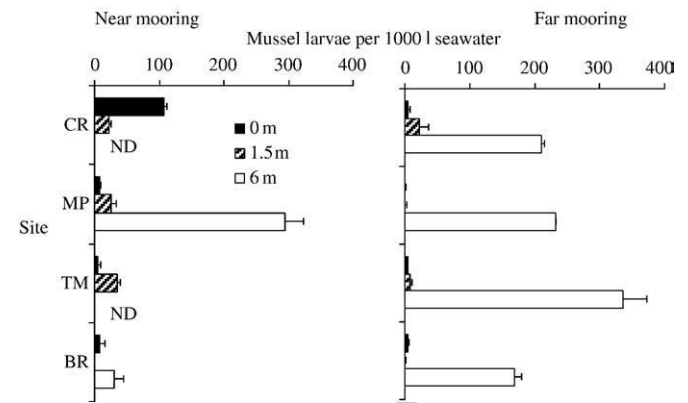 Near mooring
Far mooring
Mussel larvae per 1000 l seawater
0 100 200 300 400
0 100 200 300 400
CR
ND
0 m
1.5 m
6 m
MP
Site
TM
ND
BR